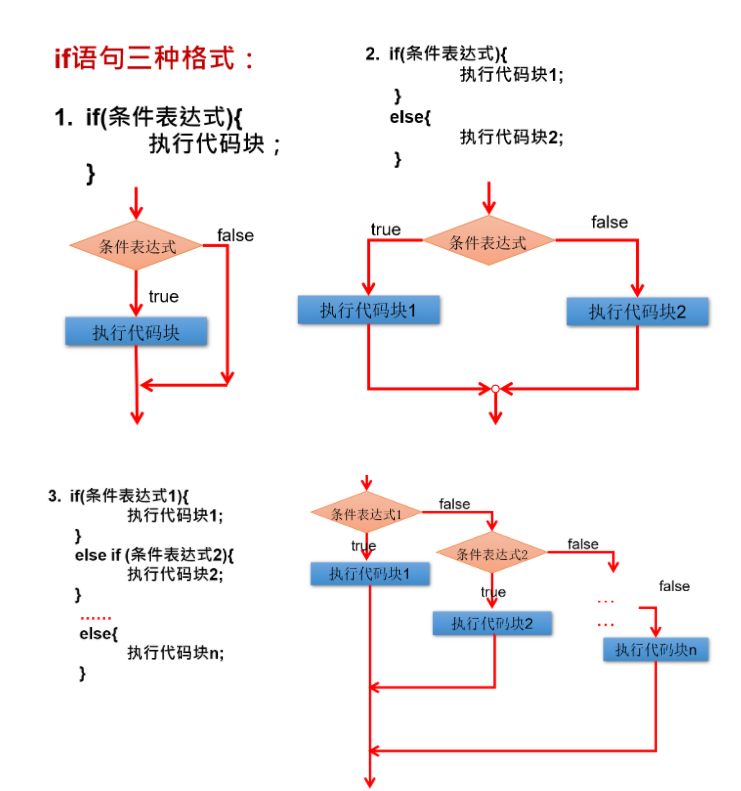 if语句三种格式：
1. if(条件表达式){
执行代码块；
}
条件表达式
false
true
执行代码块
2. if(条件表达式){
执行代码块1;
}
else{
执行代码块2;
}
true
条件表达式
false
执行代码块1
执行代码块2
3. if(条件表达式1){
执行代码块1;
}
else if (条件表达式2){
执行代码块2;
}
......
else{
执行代码块n;
}
条件表达式1
false
true
条件表达式2
false
执行代码块1
true
false
...
...
执行代码块2
执行代码块n